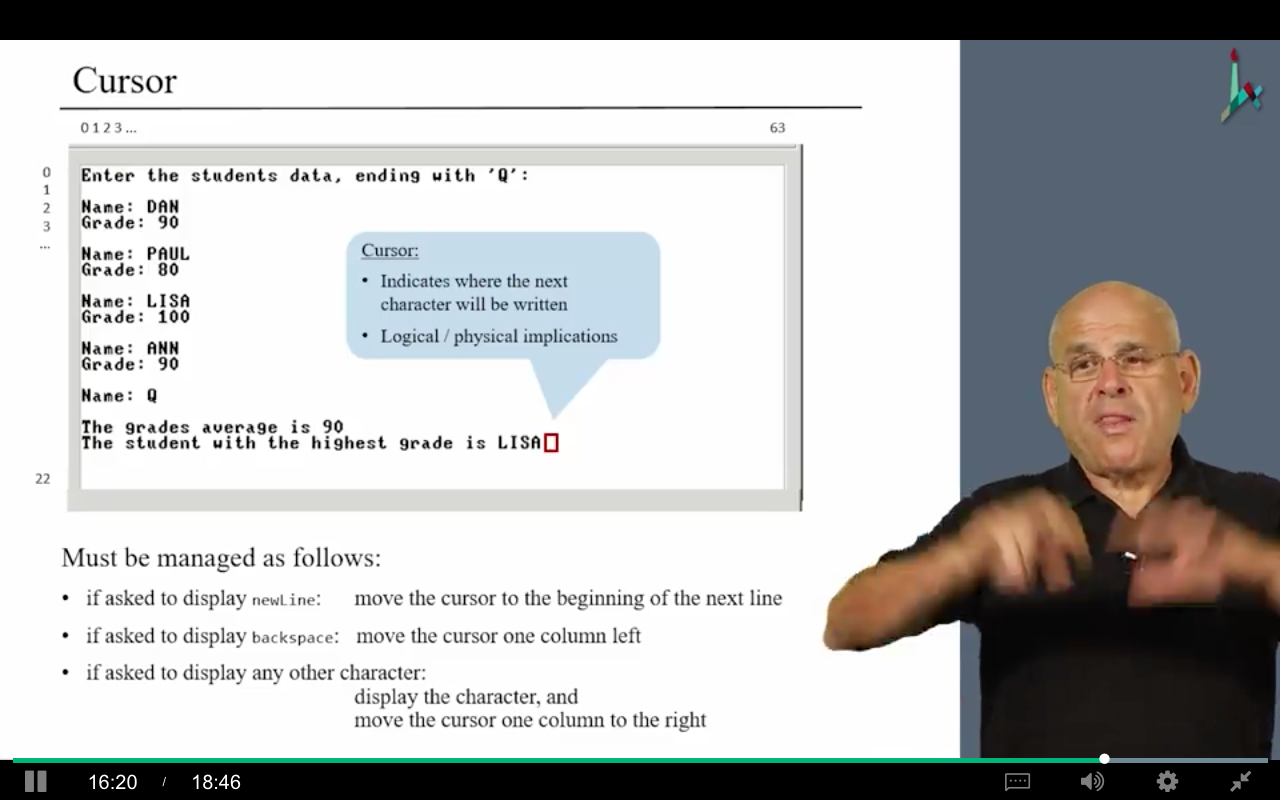 Cursor
0 1 2 3 ...
63
0
1
2
3
...
22
Enter the students data, ending with 'Q':
Name: DAN
Grade: 90
Name: PAUL
Grade: 80
Name: LISA
Grade: 100
Name: ANN
Grade: 90
Name: Q
The grades average is 90
The student with the highest grade is LISA
Cursor:
• Indicates where the next
character will be written
• Logical / physical implications
Must be managed as follows:
• if asked to display newLine: move the cursor to the beginning of the next line
• if asked to display backspace: move the cursor one column left
• if asked to display any other character:
display the character, and
move the cursor one column to the right
16:20 / 18:46